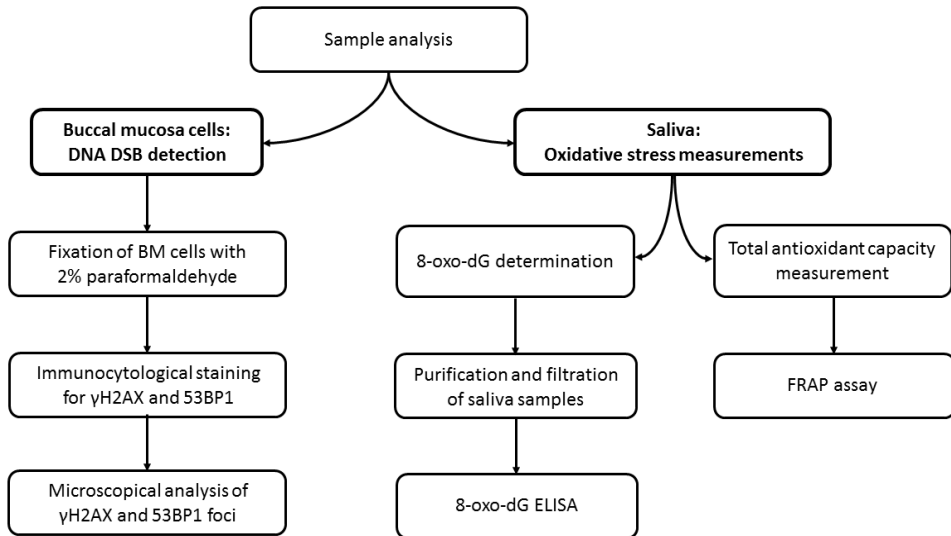 Sample analysis
Buccal mucosa cells:
DNA DSB detection
Saliva:
Oxidative stress measurements
Fixation of BM cells with
2% paraformaldehyde
8-oxo-dG determination
Total antioxidant capacity
measurement
Immunocytological staining
for γH2AX and 53BP1
Purification and filtration
of saliva samples
FRAP assay
Microscopical analysis of
γH2AX and 53BP1 foci
8-oxo-dG ELISA